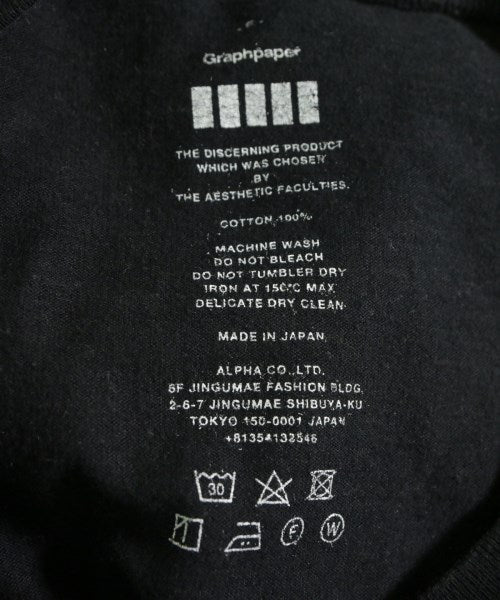 Graphpaper
THE DISCERNING PRODUCT
WHICH WAS CHOSEN
BY
THE AESTHETIC FACULTIES.
COTTON 100%
MACHINE WASH
DO NOT BLEACH
DO NOT TUMBLER DRY
IRON AT 150°C MAX
DELICATE DRY CLEAN
MADE IN JAPAN
ALPHA CO.,LTD.
6F JINGUMAE FASHION BLDG.
2-6-7 JINGUMAE SHIBUYA-KU
TOKYO 150-0001 JAPAN
+81354132546
30
F W